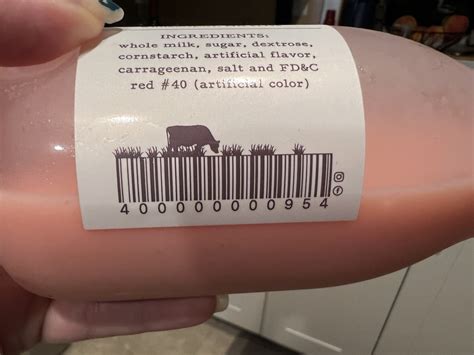 INGREDIENTS:
whole milk, sugar, dextrose,
cornstarch, artificial flavor,
carrageenan, salt and FD&C
red #40 (artificial color)
400000000954